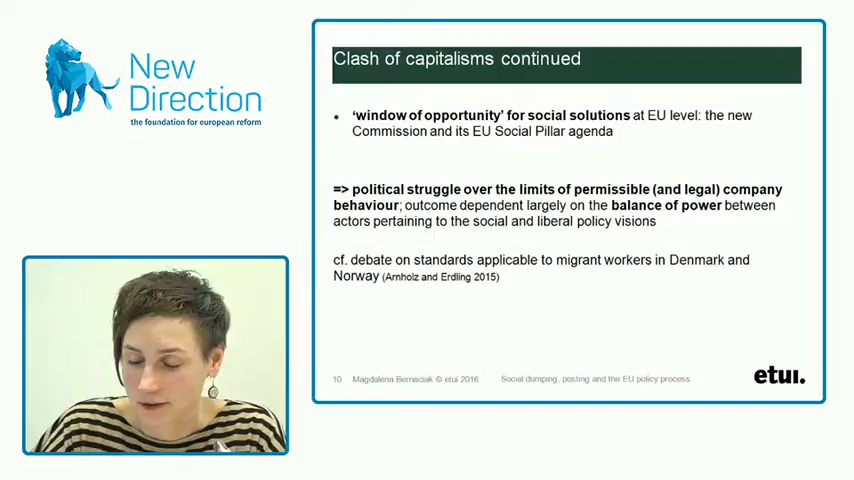 New
Direction
the foundation for european reform
Clash of capitalisms continued
• ‘window of opportunity’ for social solutions at EU level: the new
Commission and its EU Social Pillar agenda
=> political struggle over the limits of permissible (and legal) company
behaviour; outcome dependent largely on the balance of power between
actors pertaining to the social and liberal policy visions
cf. debate on standards applicable to migrant workers in Denmark and
Norway (Arnholz and Erdling 2015)
10 Magdalena Bernaciak © etui 2016 Social dumping, posting and the EU policy process
etui.